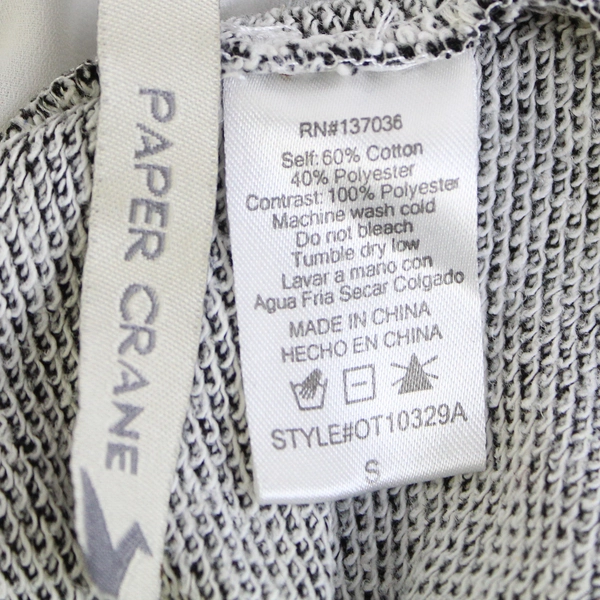 PAPER CRANE
RN#137036
Self: 60% Cotton
40% Polyester
Contrast: 100% Polyester
Machine wash cold
Do not bleach
Tumble dry low
Lavar a mano con
Agua Fria Secar Colgado
MADE IN CHINA
HECHO EN CHINA
STYLE#OT10329A
S